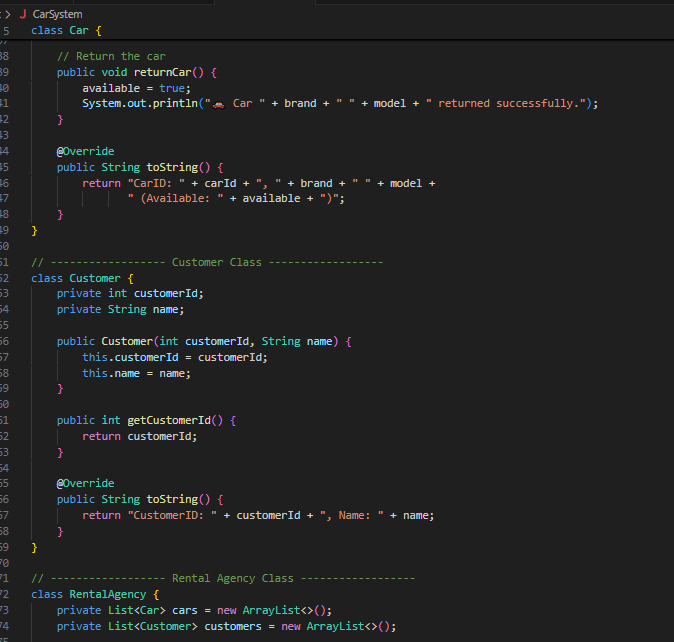 CarSystem
5 class Car {
38 // Return the car
39 public void returnCar() {
40 available = true;
41 System.out.println("🚗 Car " + brand + " " + model + " returned successfully.");
42 }
43
44 @Override
45 public String toString() {
46 return "CarID: " + carId + ", " + brand + " " + model +
47 " (Available: " + available + ")";
48 }
49 }
50
51 // ------------------ Customer Class ------------------
52 class Customer {
53 private int customerId;
54 private String name;
55
56 public Customer(int customerId, String name) {
57 this.customerId = customerId;
58 this.name = name;
59 }
60
61 public int getCustomerId() {
62 return customerId;
63 }
64
65 @Override
66 public String toString() {
67 return "CustomerID: " + customerId + ", Name: " + name;
68 }
69 }
70
71 // ------------------ Rental Agency Class ------------------
72 class RentalAgency {
73 private List<Car> cars = new ArrayList<>();
74 private List<Customer> customers = new ArrayList<>();